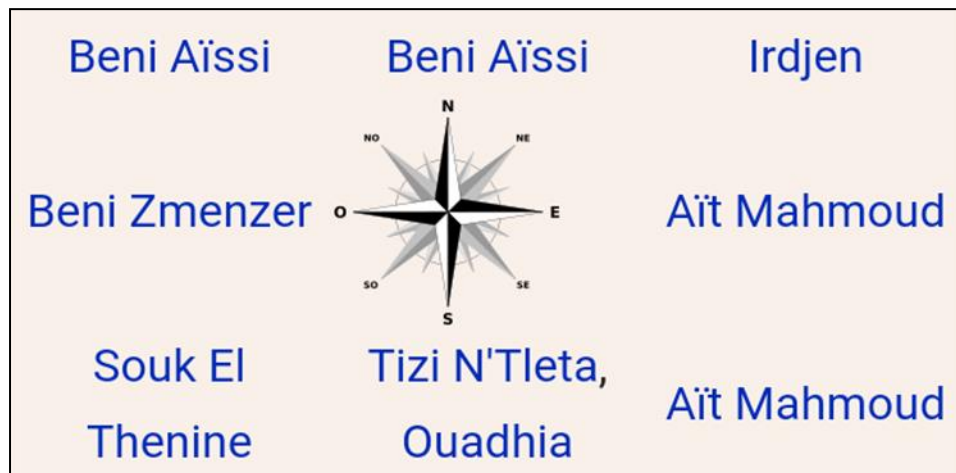 Beni Aïssi Beni Aïssi Irdjen
N
NO NE
Beni Zmenzer O E Aït Mahmoud
SO SE
S
Souk El Thenine Tizi N'Tleta, Ouadhia Aït Mahmoud